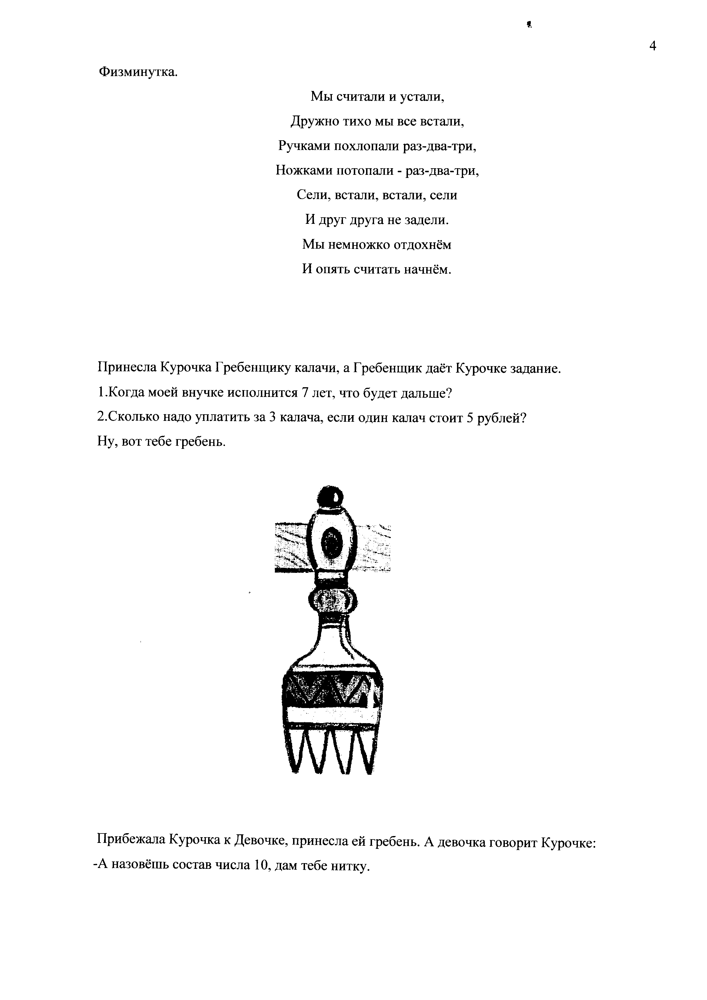 4
Физминутка.
Мы считали и устали,
Дружно тихо мы все встали,
Ручками похлопали раз-два-три,
Ножками потопали - раз-два-три,
Сели, встали, встали, сели
И друг друга не задели.
Мы немножко отдохнём
И опять считать начнём.
Принесла Курочка Гребенщику калачи, а Гребенщик даёт Курочке задание.
1.Когда моей внучке исполнится 7 лет, что будет дальше?
2.Сколько надо уплатить за 3 калача, если один калач стоит 5 рублей?
Ну, вот тебе гребень.
Прибежала Курочка к Девочке, принесла ей гребень. А девочка говорит Курочке:
-А назовёшь состав числа 10, дам тебе нитку.